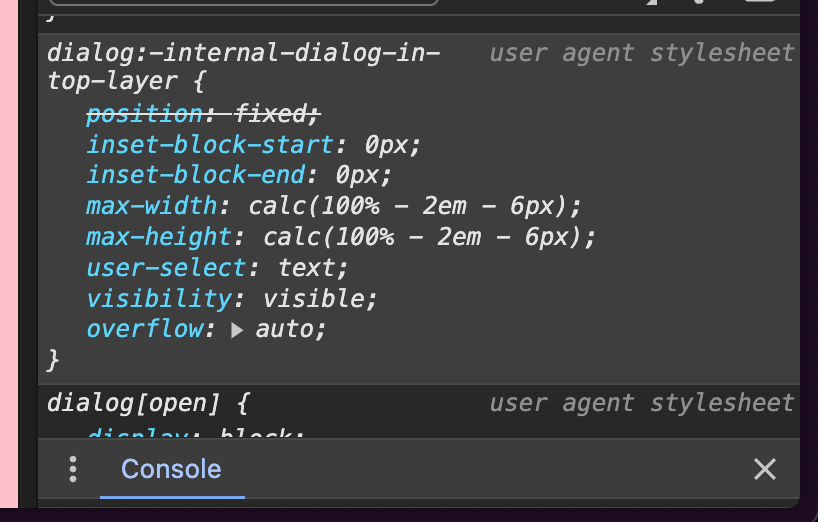 }
dialog:-internal-dialog-in- user agent stylesheet
top-layer {
position: fixed;
inset-block-start: 0px;
inset-block-end: 0px;
max-width: calc(100% - 2em - 6px);
max-height: calc(100% - 2em - 6px);
user-select: text;
visibility: visible;
overflow: ▶ auto;
}
dialog[open] { user agent stylesheet
display: block;
Console